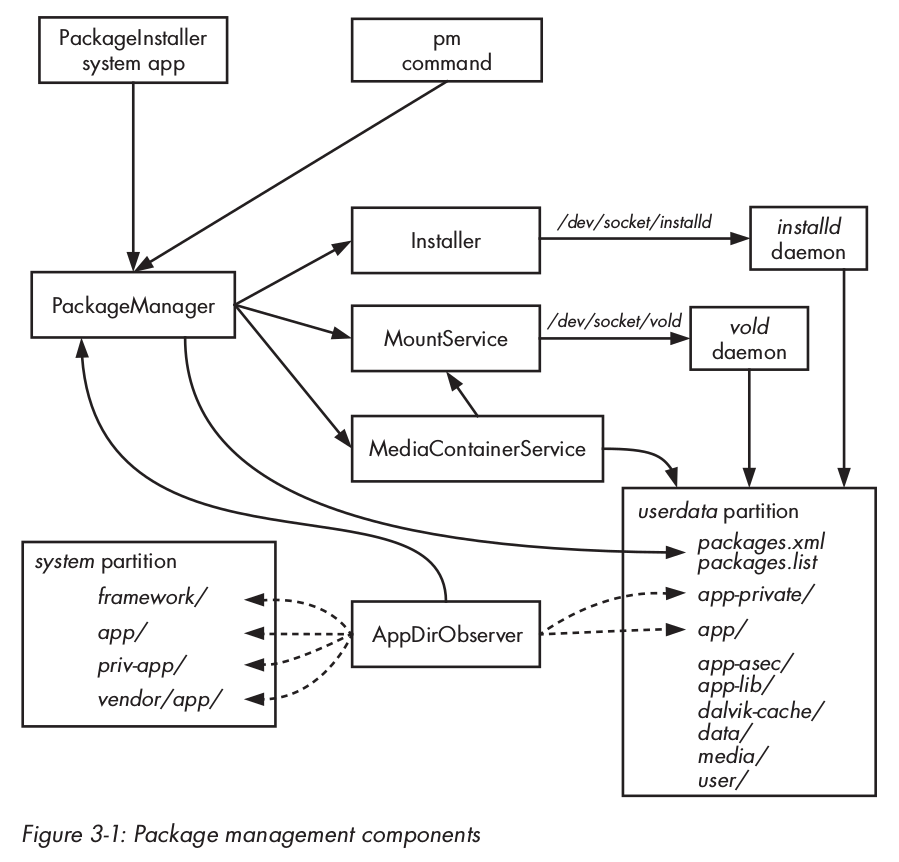 PackageInstaller
system app
pm
command
Installer
/dev/socket/installd
installd
daemon
PackageManager
MountService
/dev/socket/vold
vold
daemon
MediaContainerService
userdata partition
packages.xml
packages.list
app-private/
app/
app-asec/
app-lib/
dalvik-cache/
data/
media/
user/
system partition
framework/
app/
priv-app/
vendor/app/
AppDirObserver
Figure 3-1: Package management components